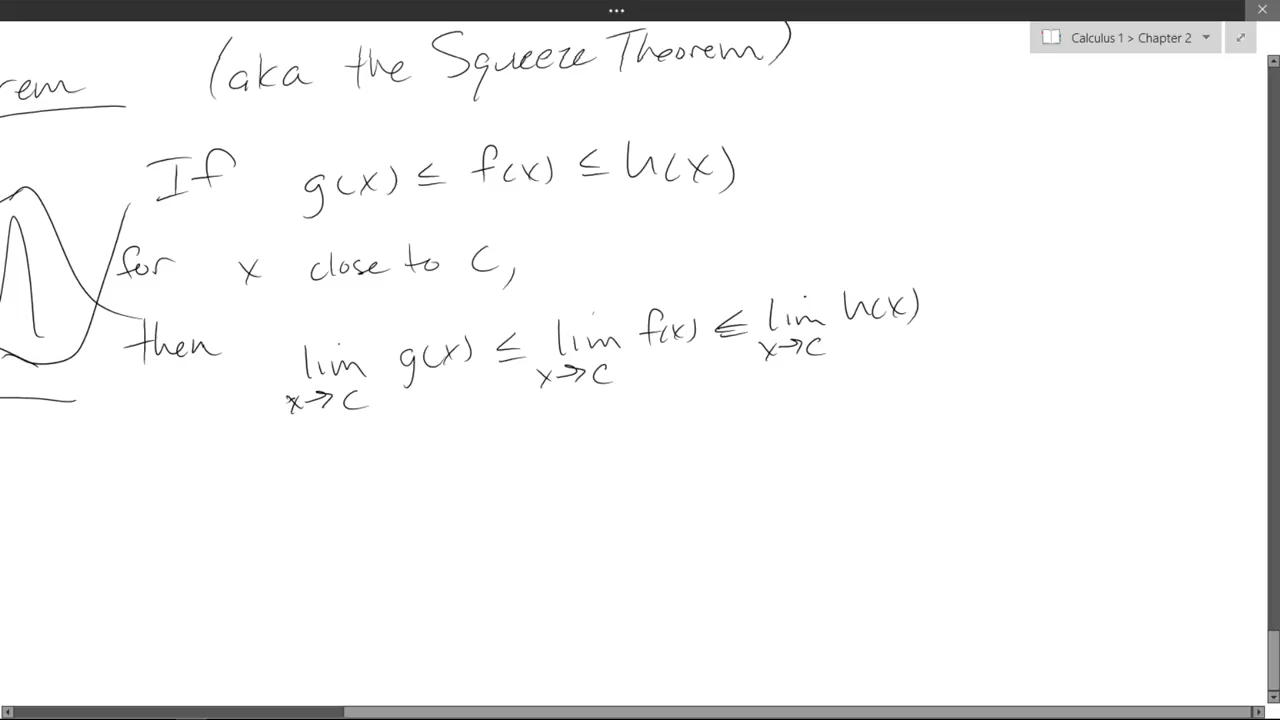 Calculus 1 > Chapter 2
rem (aka the Squeeze Theorem)
If g(x) ≤ f(x) ≤ h(x)
for x close to c,
then lim x→c g(x) ≤ lim x→c f(x) ≤ lim x→c h(x)